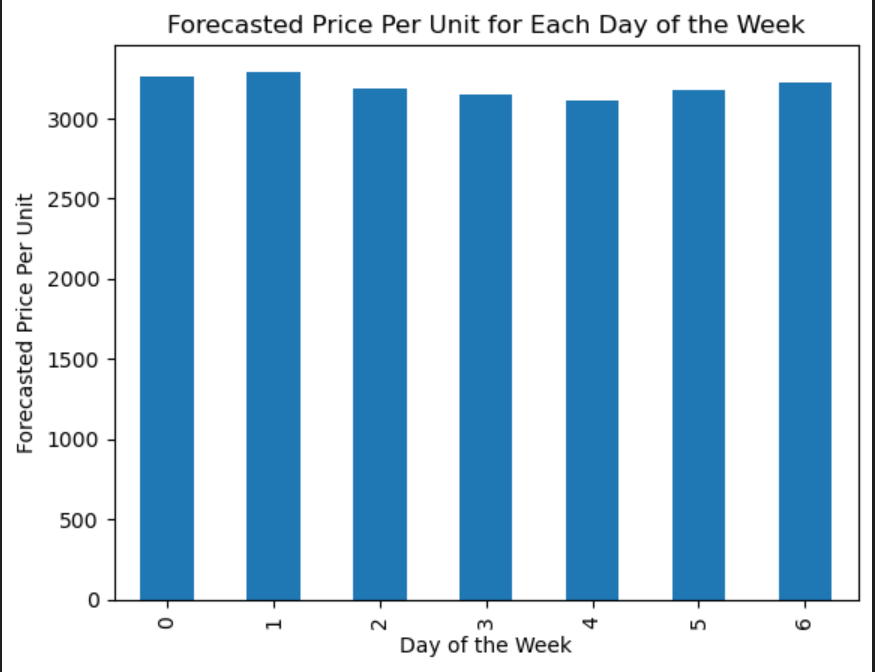 Forecasted Price Per Unit for Each Day of the Week
Forecasted Price Per Unit
3000
2500
2000
1500
1000
500
0
0 1 2 3 4 5 6
Day of the Week